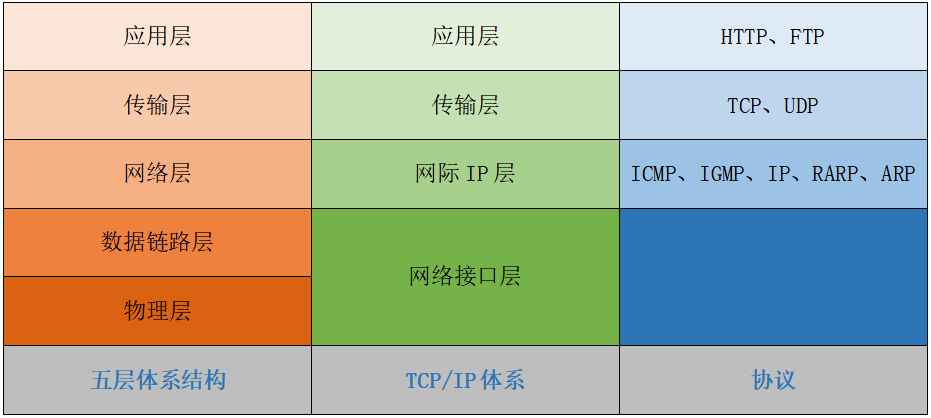 应用层 应用层 HTTP、FTP
传输层 传输层 TCP、UDP
网络层 网际 IP 层 ICMP、IGMP、IP、RARP、ARP
数据链路层
网络接口层
物理层
五层体系结构 TCP/IP 体系 协议